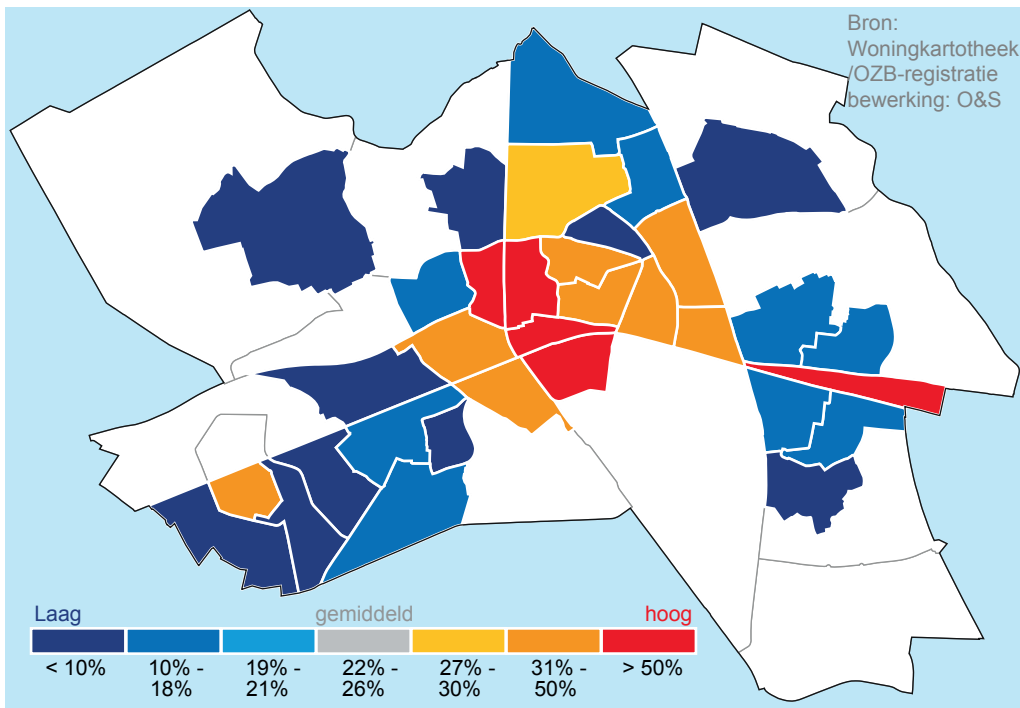 Bron:
Woningkartotheek
/OZB-registratie
bewerking: O&S
Laag
gemiddeld
hoog
< 10%
10% -
18%
19% -
21%
22% -
26%
27% -
30%
31% -
50%
> 50%